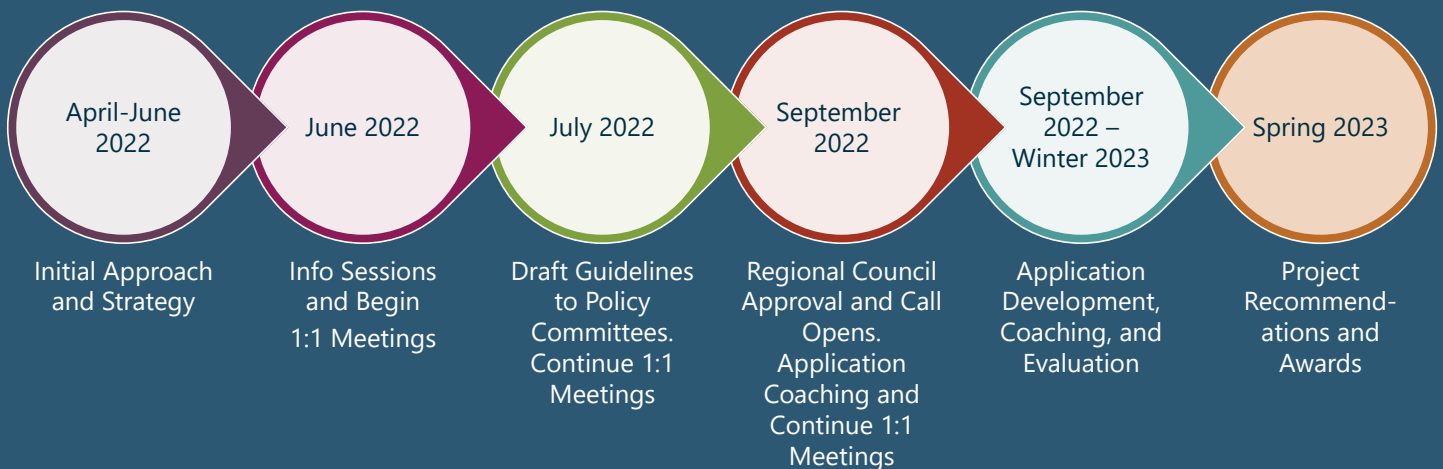 April-June
2022
June 2022
July 2022
September
2022
September
2022 –
Winter 2023
Spring 2023
Initial Approach
and Strategy
Info Sessions
and Begin
1:1 Meetings
Draft Guidelines
to Policy
Committees.
Continue 1:1
Meetings
Regional Council
Approval and Call
Opens.
Application
Coaching and
Continue 1:1
Meetings
Application
Development,
Coaching, and
Evaluation
Project
Recommend-
ations and
Awards